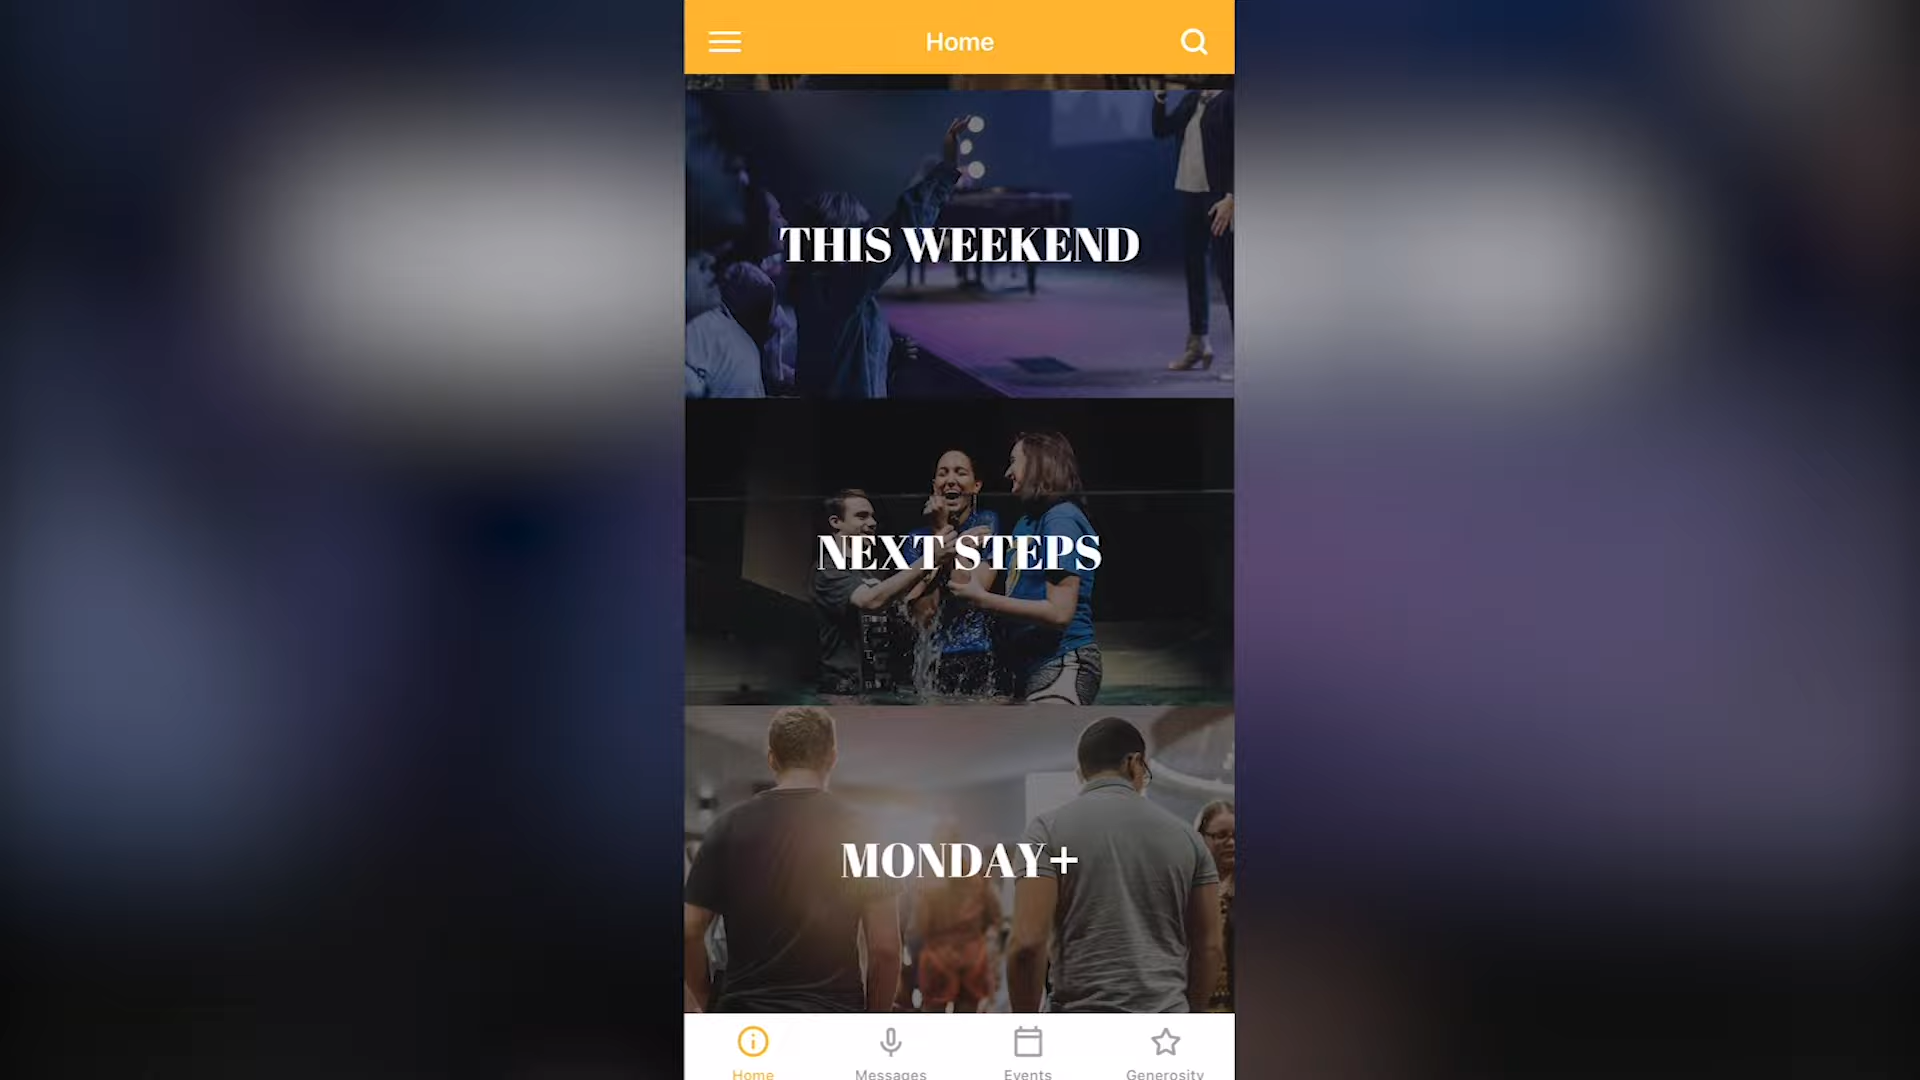 Home
THIS WEEKEND
NEXT STEPS
MONDAY+
Home
Messages
Events
Generosity